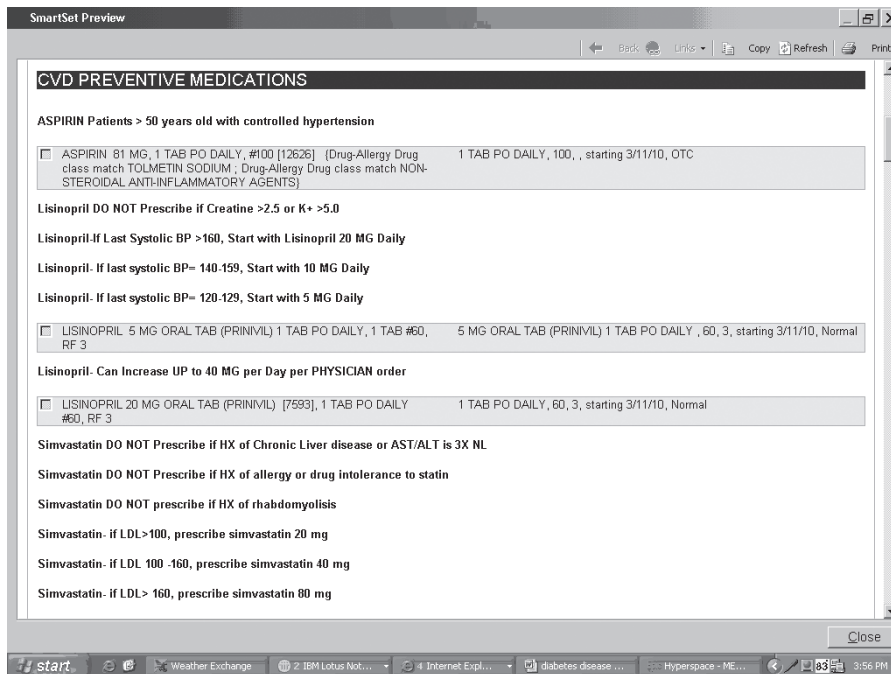 SmartSet Preview
Back Links Copy Refresh Print
CVD PREVENTIVE MEDICATIONS
ASPIRIN Patients > 50 years old with controlled hypertension
ASPIRIN 81 MG, 1 TAB PO DAILY, #100 [12626] {Drug-Allergy Drug
class match TOLMETIN SODIUM ; Drug-Allergy Drug class match NON-
STEROIDAL ANTI-INFLAMMATORY AGENTS}
1 TAB PO DAILY, 100, , starting 3/11/10, OTC
Lisinopril DO NOT Prescribe if Creatine >2.5 or K+ >5.0
Lisinopril-If Last Systolic BP >160, Start with Lisinopril 20 MG Daily
Lisinopril- If last systolic BP= 140-159, Start with 10 MG Daily
Lisinopril- If last systolic BP= 120-129, Start with 5 MG Daily
LISINOPRIL 5 MG ORAL TAB (PRINIVIL) 1 TAB PO DAILY, 1 TAB #60,
RF 3
5 MG ORAL TAB (PRINIVIL) 1 TAB PO DAILY , 60, 3, starting 3/11/10, Normal
Lisinopril- Can Increase UP to 40 MG per Day per PHYSICIAN order
LISINOPRIL 20 MG ORAL TAB (PRINIVIL) [7593], 1 TAB PO DAILY
#60, RF 3
1 TAB PO DAILY, 60, 3, starting 3/11/10, Normal
Simvastatin DO NOT Prescribe if HX of Chronic Liver disease or AST/ALT is 3X NL
Simvastatin DO NOT Prescribe if HX of allergy or drug intolerance to statin
Simvastatin DO NOT prescribe if HX of rhabdomyolisis
Simvastatin- if LDL>100, prescribe simvastatin 20 mg
Simvastatin- if LDL 100 -160, prescribe simvastatin 40 mg
Simvastatin- if LDL> 160, prescribe simvastatin 80 mg
Close
start Weather Exchange 2 IBM Lotus Not... 4 Internet Expl... diabetes disease ... Hyperspace - ME... 83 3:56 PM